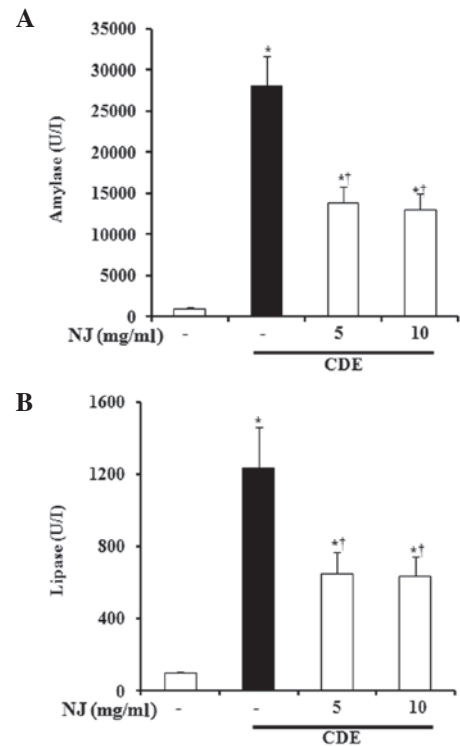 A
35000
30000
25000
20000
15000
10000
5000
0
Amylase (U/I)
*
*†
*†
NJ (mg/ml) - - 5 10
CDE
B
1600
1200
800
400
0
Lipase (U/I)
*
*†
*†
NJ (mg/ml) - - 5 10
CDE